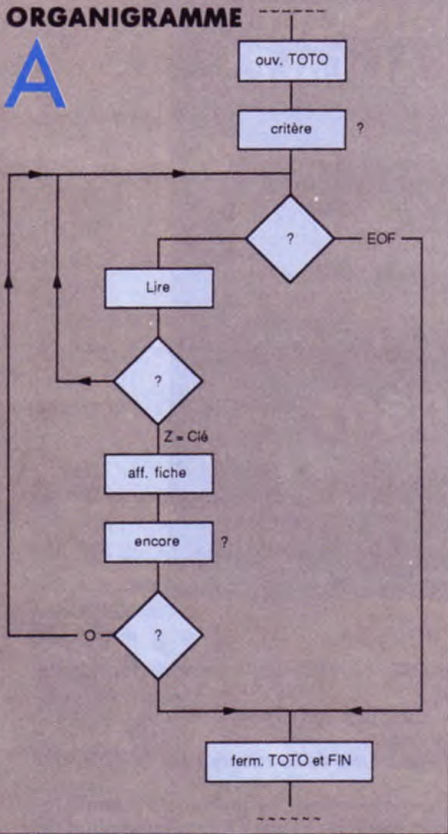 ORGANIGRAMME
A
ouv. TOTO
critère ?
?
EOF
Lire
?
Z = Clé
aff. fiche
encore ?
O
?
ferm. TOTO et FIN